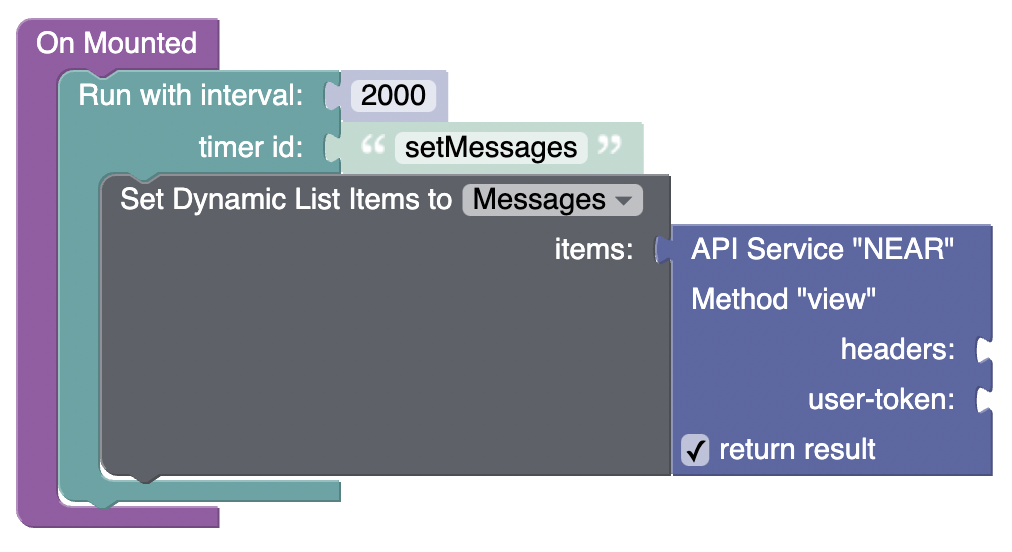 On Mounted
Run with interval: 2000
timer id: “ setMessages ”
Set Dynamic List Items to Messages
items: API Service "NEAR"
Method "view"
headers:
user-token:
return result